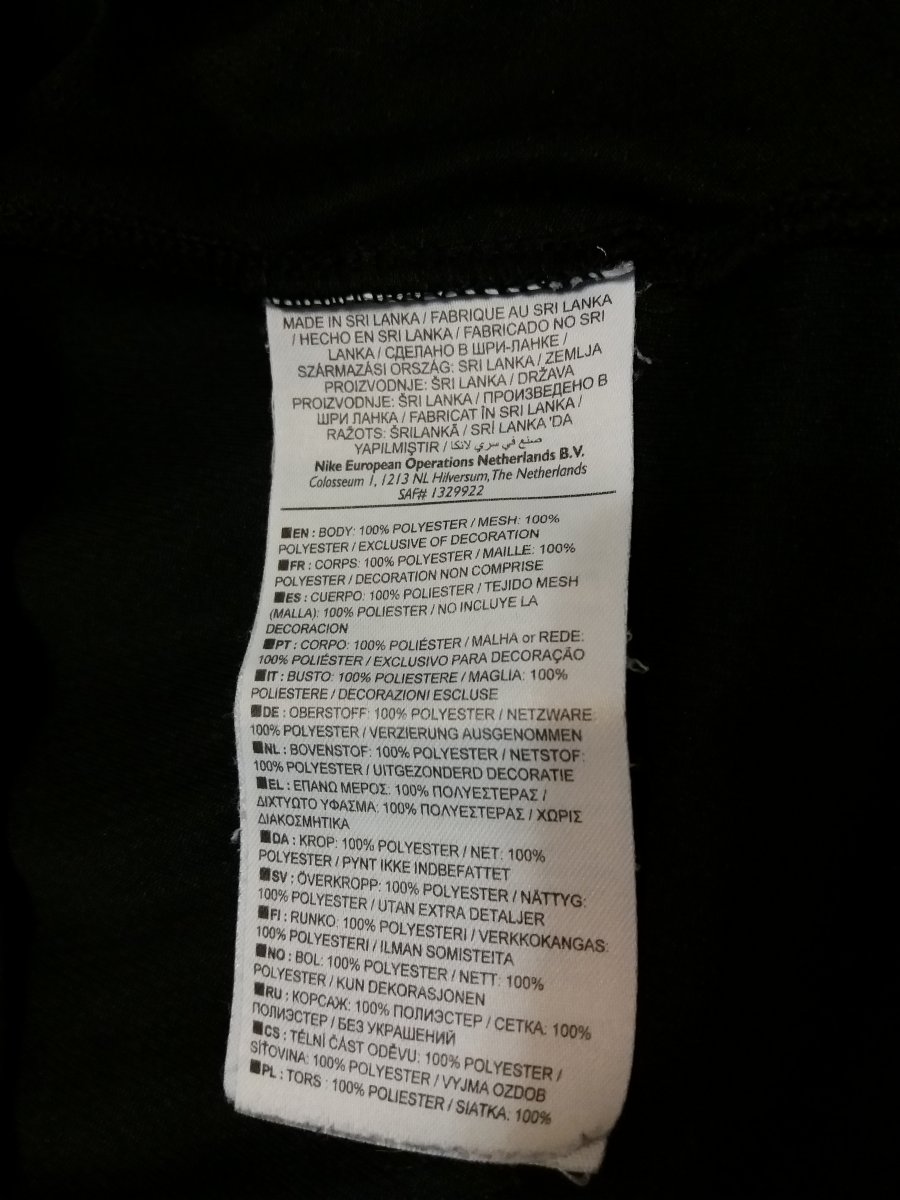 MADE IN SRI LANKA / FABRIQUE AU SRI LANKA
/ HECHO EN SRI LANKA / FABRICADO NO SRI
LANKA / СДЕЛАНО В ШРИ-ЛАНКЕ /
SZÁRMAZÁSI ORSZÁG: SRI LANKA / ZEMLJA
PROIZVODNJE: ŠRI LANKA / DRŽAVA
PROIZVODNJE: ŠRI LANKA / ПРОИЗВЕДЕНО В
ШРИ ЛАНКА / FABRICAT ÎN SRI LANKA /
RAŽOTS: ŠRILANKĀ / SRİ LANKA 'DA
YAPILMIŞTIR / صنع في سري لانكا
Nike European Operations Netherlands B.V.
Colosseum 1, 1213 NL Hilversum, The Netherlands
SAF# 1329922
EN : BODY: 100% POLYESTER / MESH: 100%
POLYESTER / EXCLUSIVE OF DECORATION
FR : CORPS: 100% POLYESTER / MAILLE: 100%
POLYESTER / DECORATION NON COMPRISE
ES : CUERPO: 100% POLIESTER / TEJIDO MESH
(MALLA): 100% POLIESTER / NO INCLUYE LA
DECORACION
PT : CORPO: 100% POLIÉSTER / MALHA or REDE:
100% POLIÉSTER / EXCLUSIVO PARA DECORAÇÃO
IT : BUSTO: 100% POLIESTERE / MAGLIA: 100%
POLIESTERE / DECORAZIONI ESCLUSE
DE : OBERSTOFF: 100% POLYESTER / NETZWARE:
100% POLYESTER / VERZIERUNG AUSGENOMMEN
NL : BOVENSTOF: 100% POLYESTER / NETSTOF:
100% POLYESTER / UITGEZONDERD DECORATIE
EL : ΕΠΑΝΩ ΜΕΡΟΣ: 100% ΠΟΛΥΕΣΤΕΡΑΣ /
ΔΙΧΤΥΩΤΟ ΥΦΑΣΜΑ: 100% ΠΟΛΥΕΣΤΕΡΑΣ / ΧΩΡΙΣ
ΔΙΑΚΟΣΜΗΤΙΚΑ
DA : KROP: 100% POLYESTER / NET: 100%
POLYESTER / PYNT IKKE INDBEFATTET
SV : ÖVERKROPP: 100% POLYESTER / NÄTTYG:
100% POLYESTER / UTAN EXTRA DETALJER
FI : RUNKO: 100% POLYESTERI / VERKKOKANGAS:
100% POLYESTERI / ILMAN SOMISTEITA
NO : BOL: 100% POLYESTER / NETT: 100%
POLYESTER / KUN DEKORASJONEN
RU : КОРСАЖ: 100% ПОЛИЭСТЕР / СЕТКА: 100%
ПОЛИЭСТЕР / БЕЗ УКРАШЕНИЙ
CS : TĚLNÍ ČÁST ODĚVU: 100% POLYESTER /
SÍŤOVINA: 100% POLYESTER / VYJMA OZDOB
PL : TORS : 100% POLIESTER / SIATKA: 100%